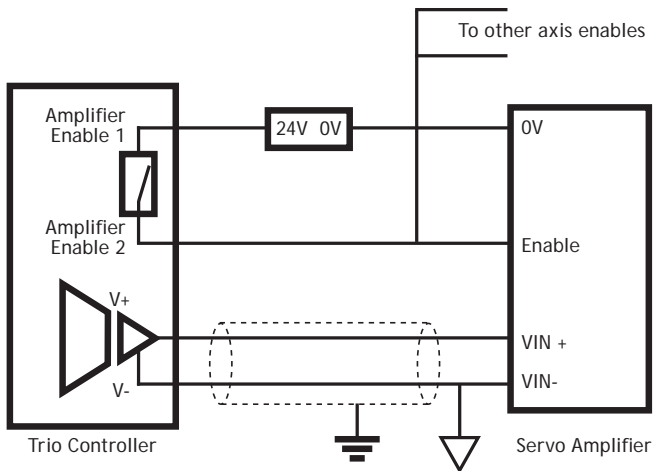 To other axis enables
Amplifier
Enable 1
24V 0V
0V
Amplifier
Enable 2
Enable
V+
VIN +
V-
VIN-
Trio Controller
Servo Amplifier